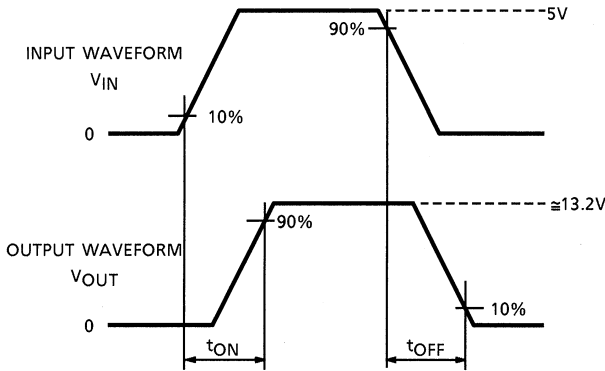 5V
90%
INPUT WAVEFORM
VIN
10%
0
≅13.2V
90%
OUTPUT WAVEFORM
VOUT
10%
0
tON
tOFF